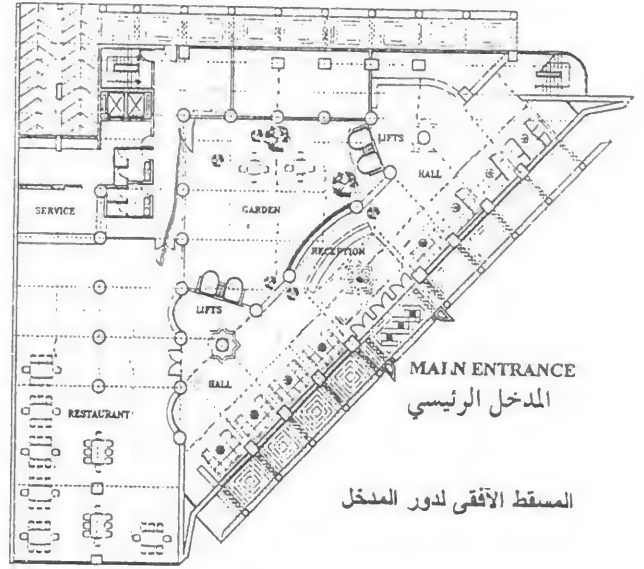 LIFTS
HALL
SERVICE
GARDEN
RECEPTION
LIFTS
HALL
RESTAURANT
MAIN ENTRANCE
المدخل الرئيسي
المسقط الآفقى لدور المدخل